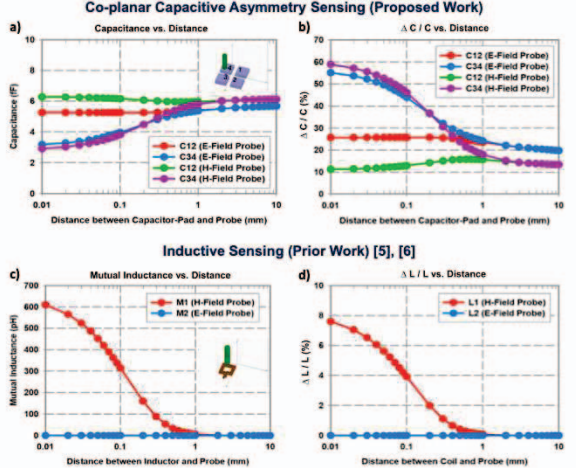 Co-planar Capacitive Asymmetry Sensing (Proposed Work)
a)
Capacitance vs. Distance
Capacitance (fF)
10
8
6
4
2
0
4 1
3 2
C12 (E-Field Probe)
C34 (E-Field Probe)
C12 (H-Field Probe)
C34 (H-Field Probe)
0.01 0.1 1 10
Distance between Capacitor-Pad and Probe (mm)
b)
Δ C / C vs. Distance
Δ C / C (%)
70
60
50
40
30
20
10
0
C12 (E-Field Probe)
C34 (E-Field Probe)
C12 (H-Field Probe)
C34 (H-Field Probe)
0.01 0.1 1 10
Distance between Capacitor-Pad and Probe (mm)
Inductive Sensing (Prior Work) [5], [6]
c)
Mutual Inductance vs. Distance
Mutual Inductance (pH)
700
600
500
400
300
200
100
0
M1 (H-Field Probe)
M2 (E-Field Probe)
0.01 0.1 1 10
Distance between Inductor and Probe (mm)
d)
Δ L / L vs. Distance
Δ L / L (%)
10
8
6
4
2
0
L1 (H-Field Probe)
L2 (E-Field Probe)
0.01 0.1 1 10
Distance between Coil and Probe (mm)